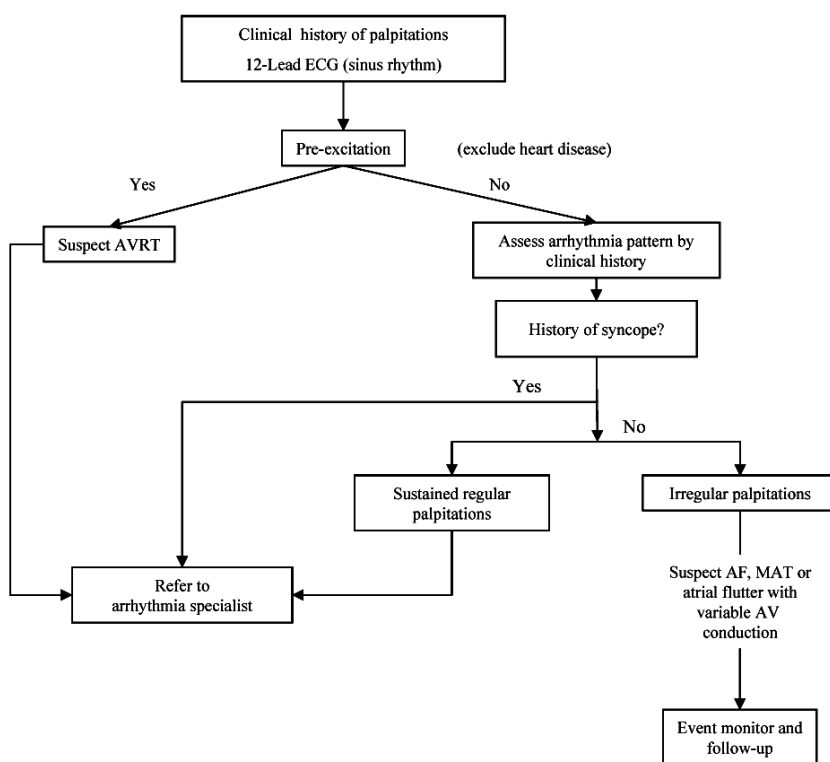 Clinical history of palpitations
12-Lead ECG (sinus rhythm)
Pre-excitation
(exclude heart disease)
Yes
No
Suspect AVRT
Assess arrhythmia pattern by
clinical history
History of syncope?
Yes
No
Sustained regular
palpitations
Irregular palpitations
Refer to
arrhythmia specialist
Suspect AF, MAT or
atrial flutter with
variable AV
conduction
Event monitor and
follow-up